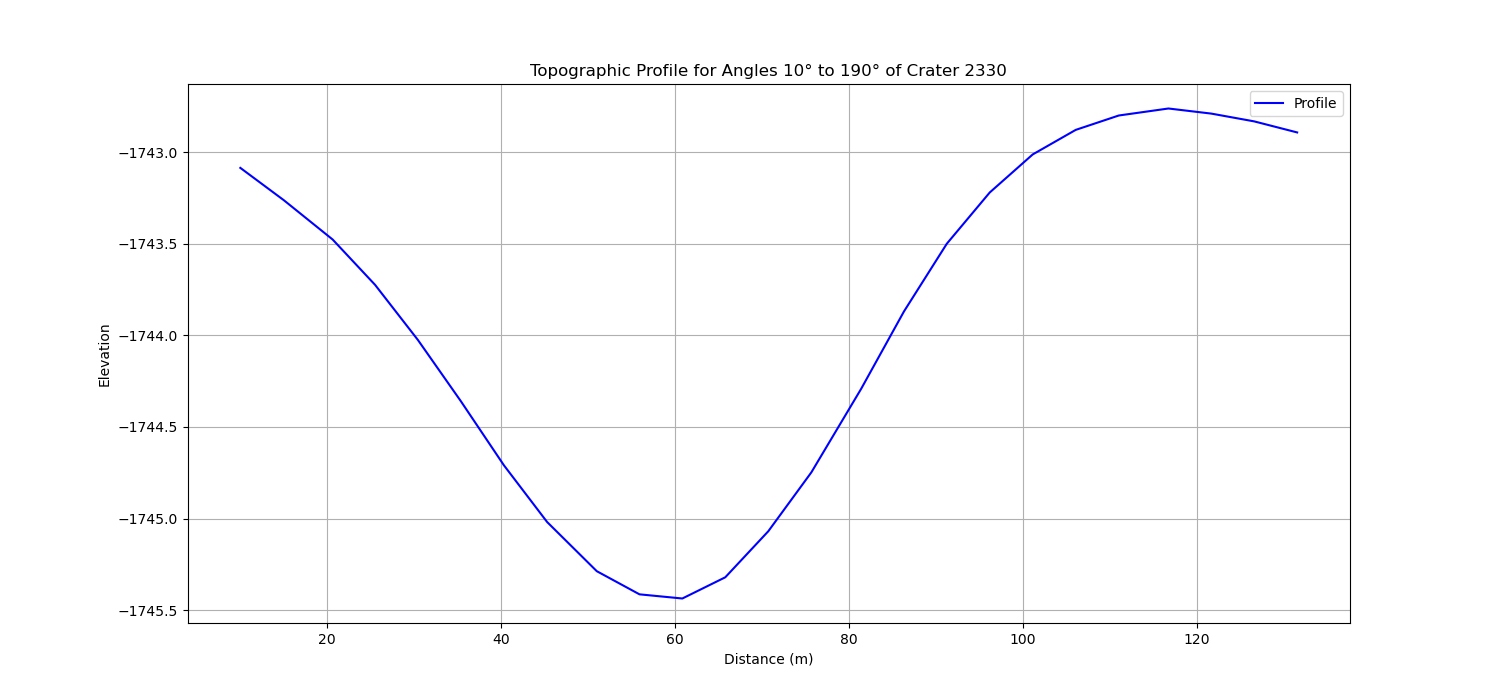 Topographic Profile for Angles 10° to 190° of Crater 2330
Profile
−1743.0
−1743.5
−1744.0
−1744.5
−1745.0
−1745.5
Elevation
20 40 60 80 100 120
Distance (m)